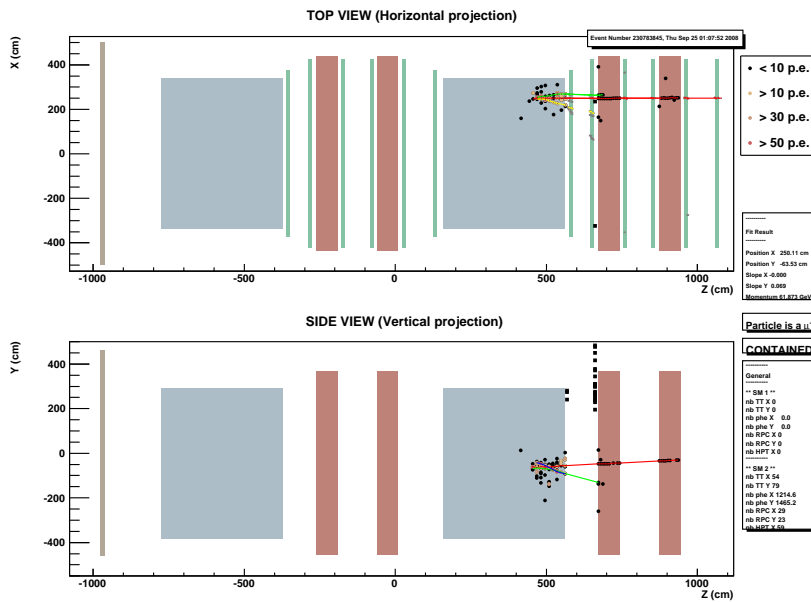 TOP VIEW (Horizontal projection)
Event Number 230783845, Thu Sep 25 01:07:52 2008
X (cm)
400
200
0
-200
-400
-1000
-500
0
500
1000
Z (cm)
< 10 p.e.
> 10 p.e.
> 30 p.e.
> 50 p.e.
----------
Fit Result
----------
Position X 250.11 cm
Position Y -63.53 cm
Slope X -0.000
Slope Y 0.069
Momentum 61.873 GeV
Particle is a μ
CONTAINED
SIDE VIEW (Vertical projection)
Y (cm)
400
200
0
-200
-400
-1000
-500
0
500
1000
Z (cm)
----------
General
----------
** SM 1 **
nb TT X 0
nb TT Y 0
nb phe X 0.0
nb phe Y 0.0
nb RPC X 0
nb RPC Y 0
nb HPT X 0
----------
** SM 2 **
nb TT X 54
nb TT Y 79
nb phe X 1214.6
nb phe Y 1465.2
nb RPC X 29
nb RPC Y 23
nb HPT X 59